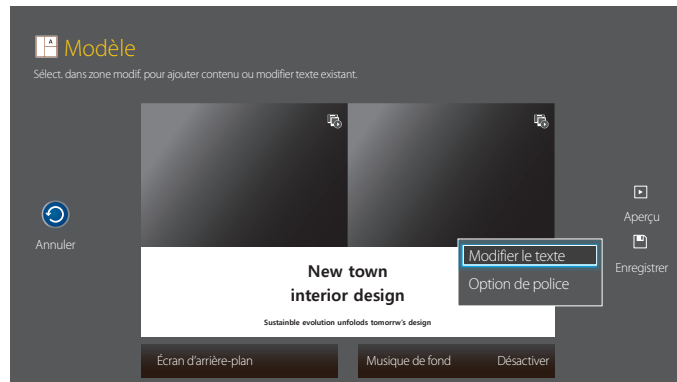 Modèle
Sélect. dans zone modif. pour ajouter contenu ou modifier texte existant.
Annuler
New town
interior design
Sustainble evolution unfolods tomorrw's design
Modifier le texte
Option de police
Aperçu
Enregistrer
Écran d'arrière-plan
Musique de fond Désactiver